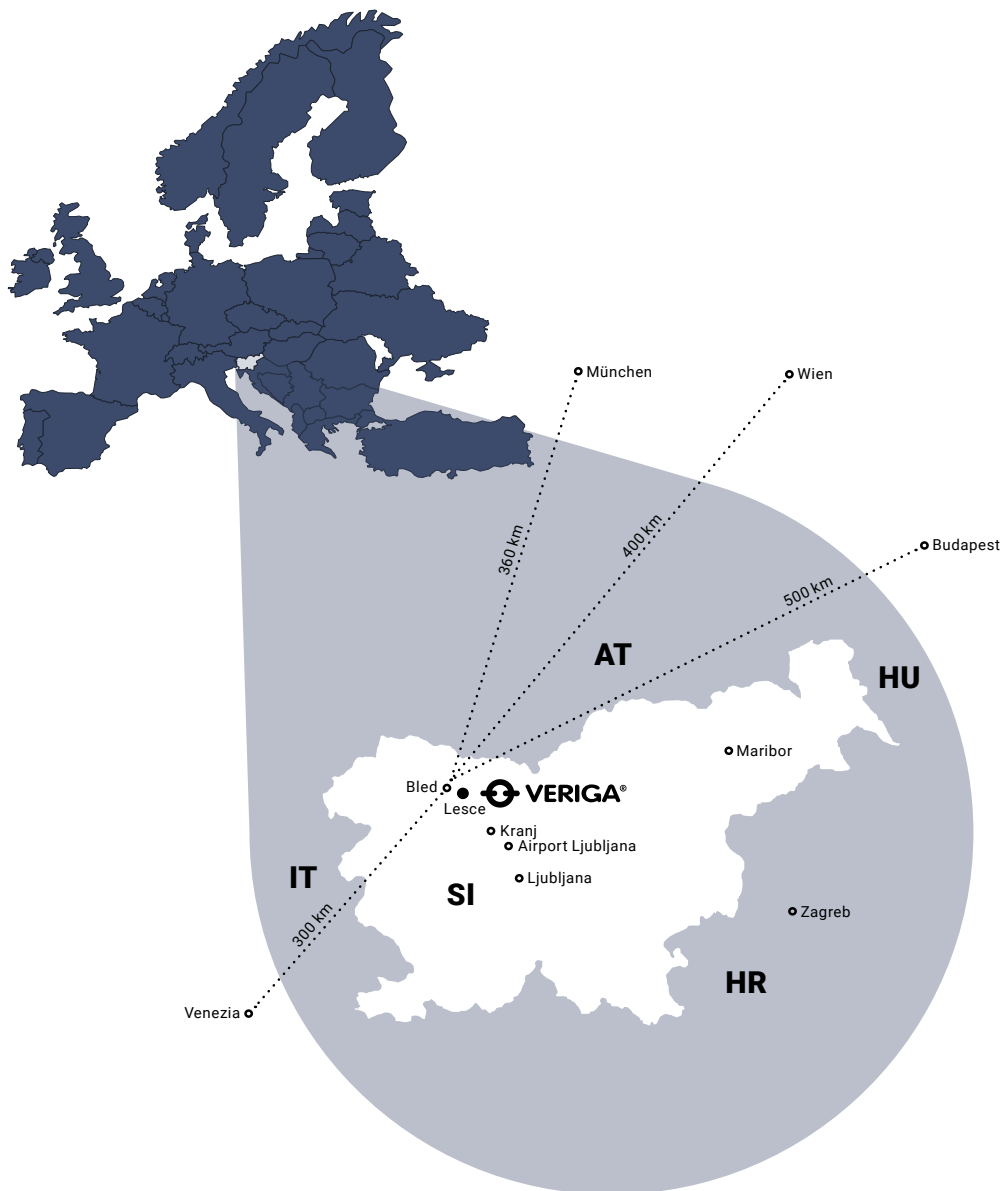 München
Wien
360 km
400 km
Budapest
500 km
AT
HU
Maribor
Bled
VERIGA®
Lesce
Kranj
Airport Ljubljana
IT
Ljubljana
SI
300 km
Zagreb
HR
Venezia